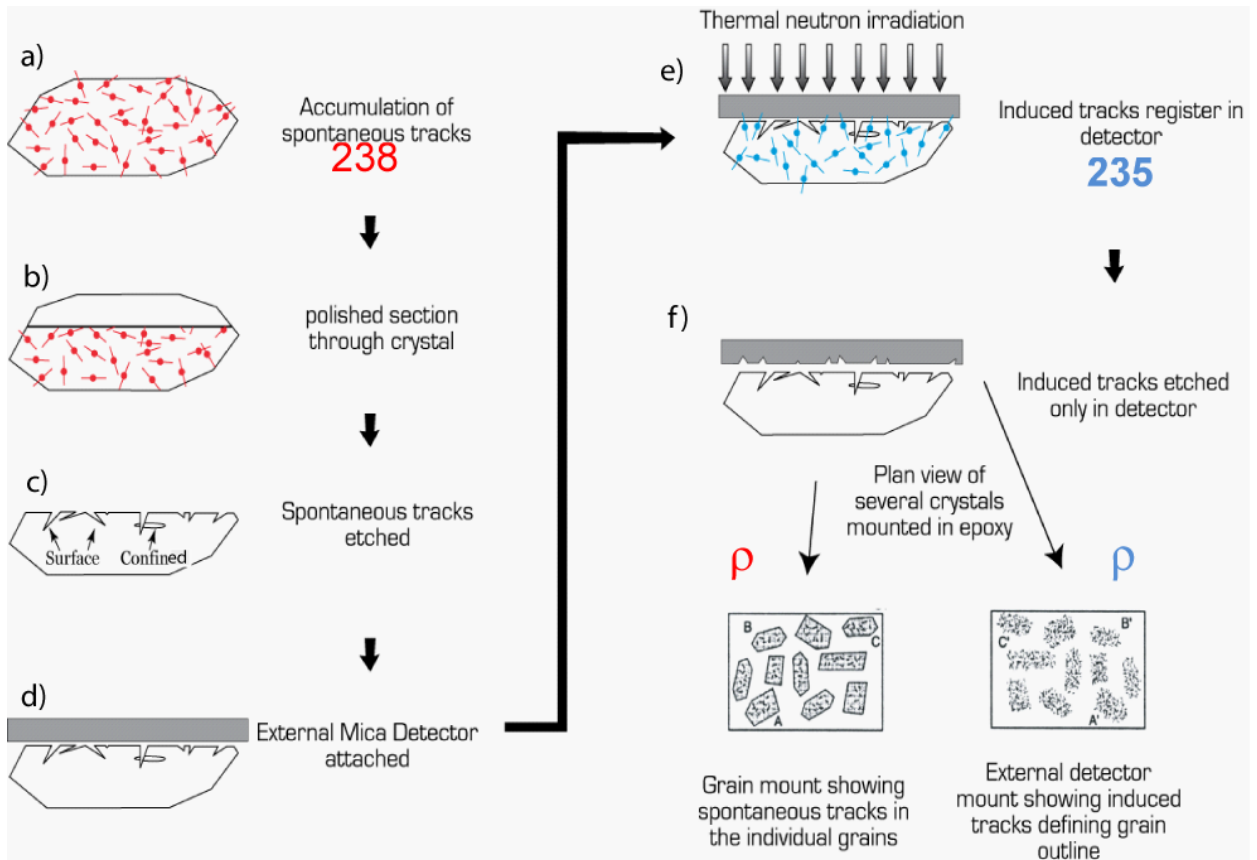 a)
Accumulation of
spontaneous tracks
238
b)
polished section
through crystal
c)
Surface
Confined
Spontaneous tracks
etched
d)
External Mica Detector
attached
Thermal neutron irradiation
e)
Induced tracks register in
detector
235
f)
Induced tracks etched
only in detector
Plan view of
several crystals
mounted in epoxy
ρ
ρ
B
C
A
B'
C'
A'
Grain mount showing
spontaneous tracks in
the individual grains
External detector
mount showing induced
tracks defining grain
outline